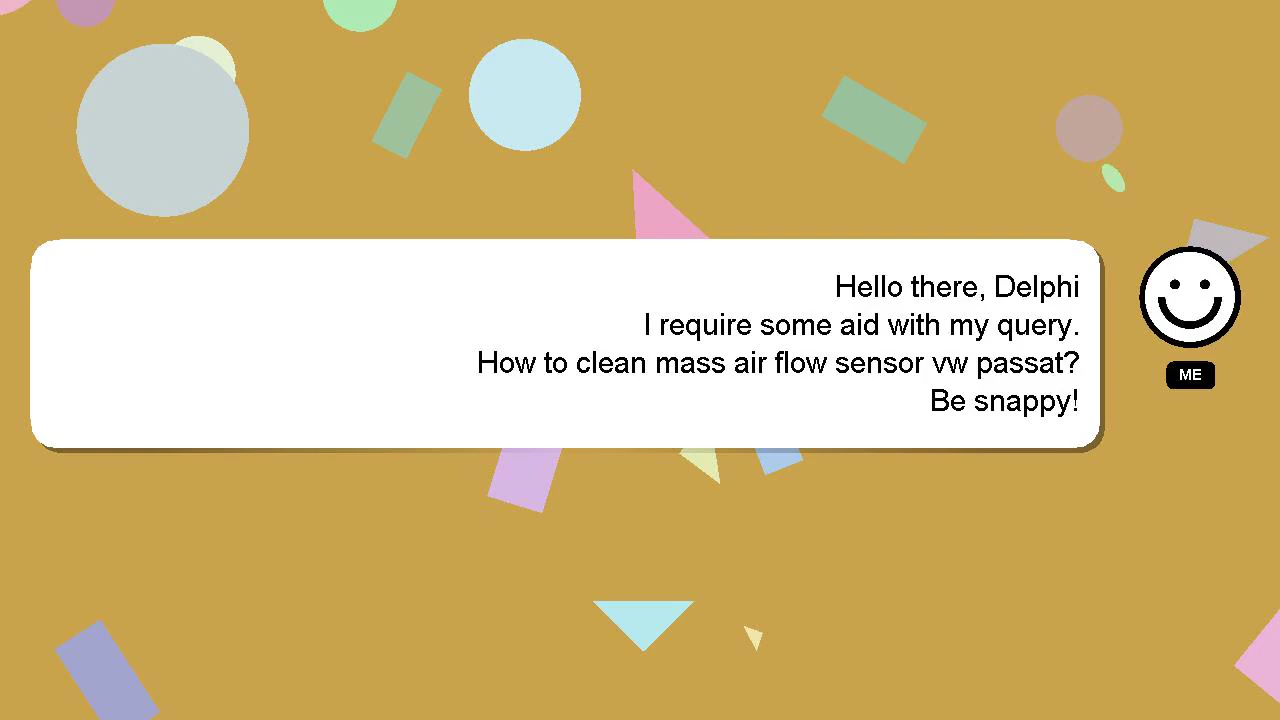 Hello there, Delphi
I require some aid with my query.
How to clean mass air flow sensor vw passat?
Be snappy!
ME